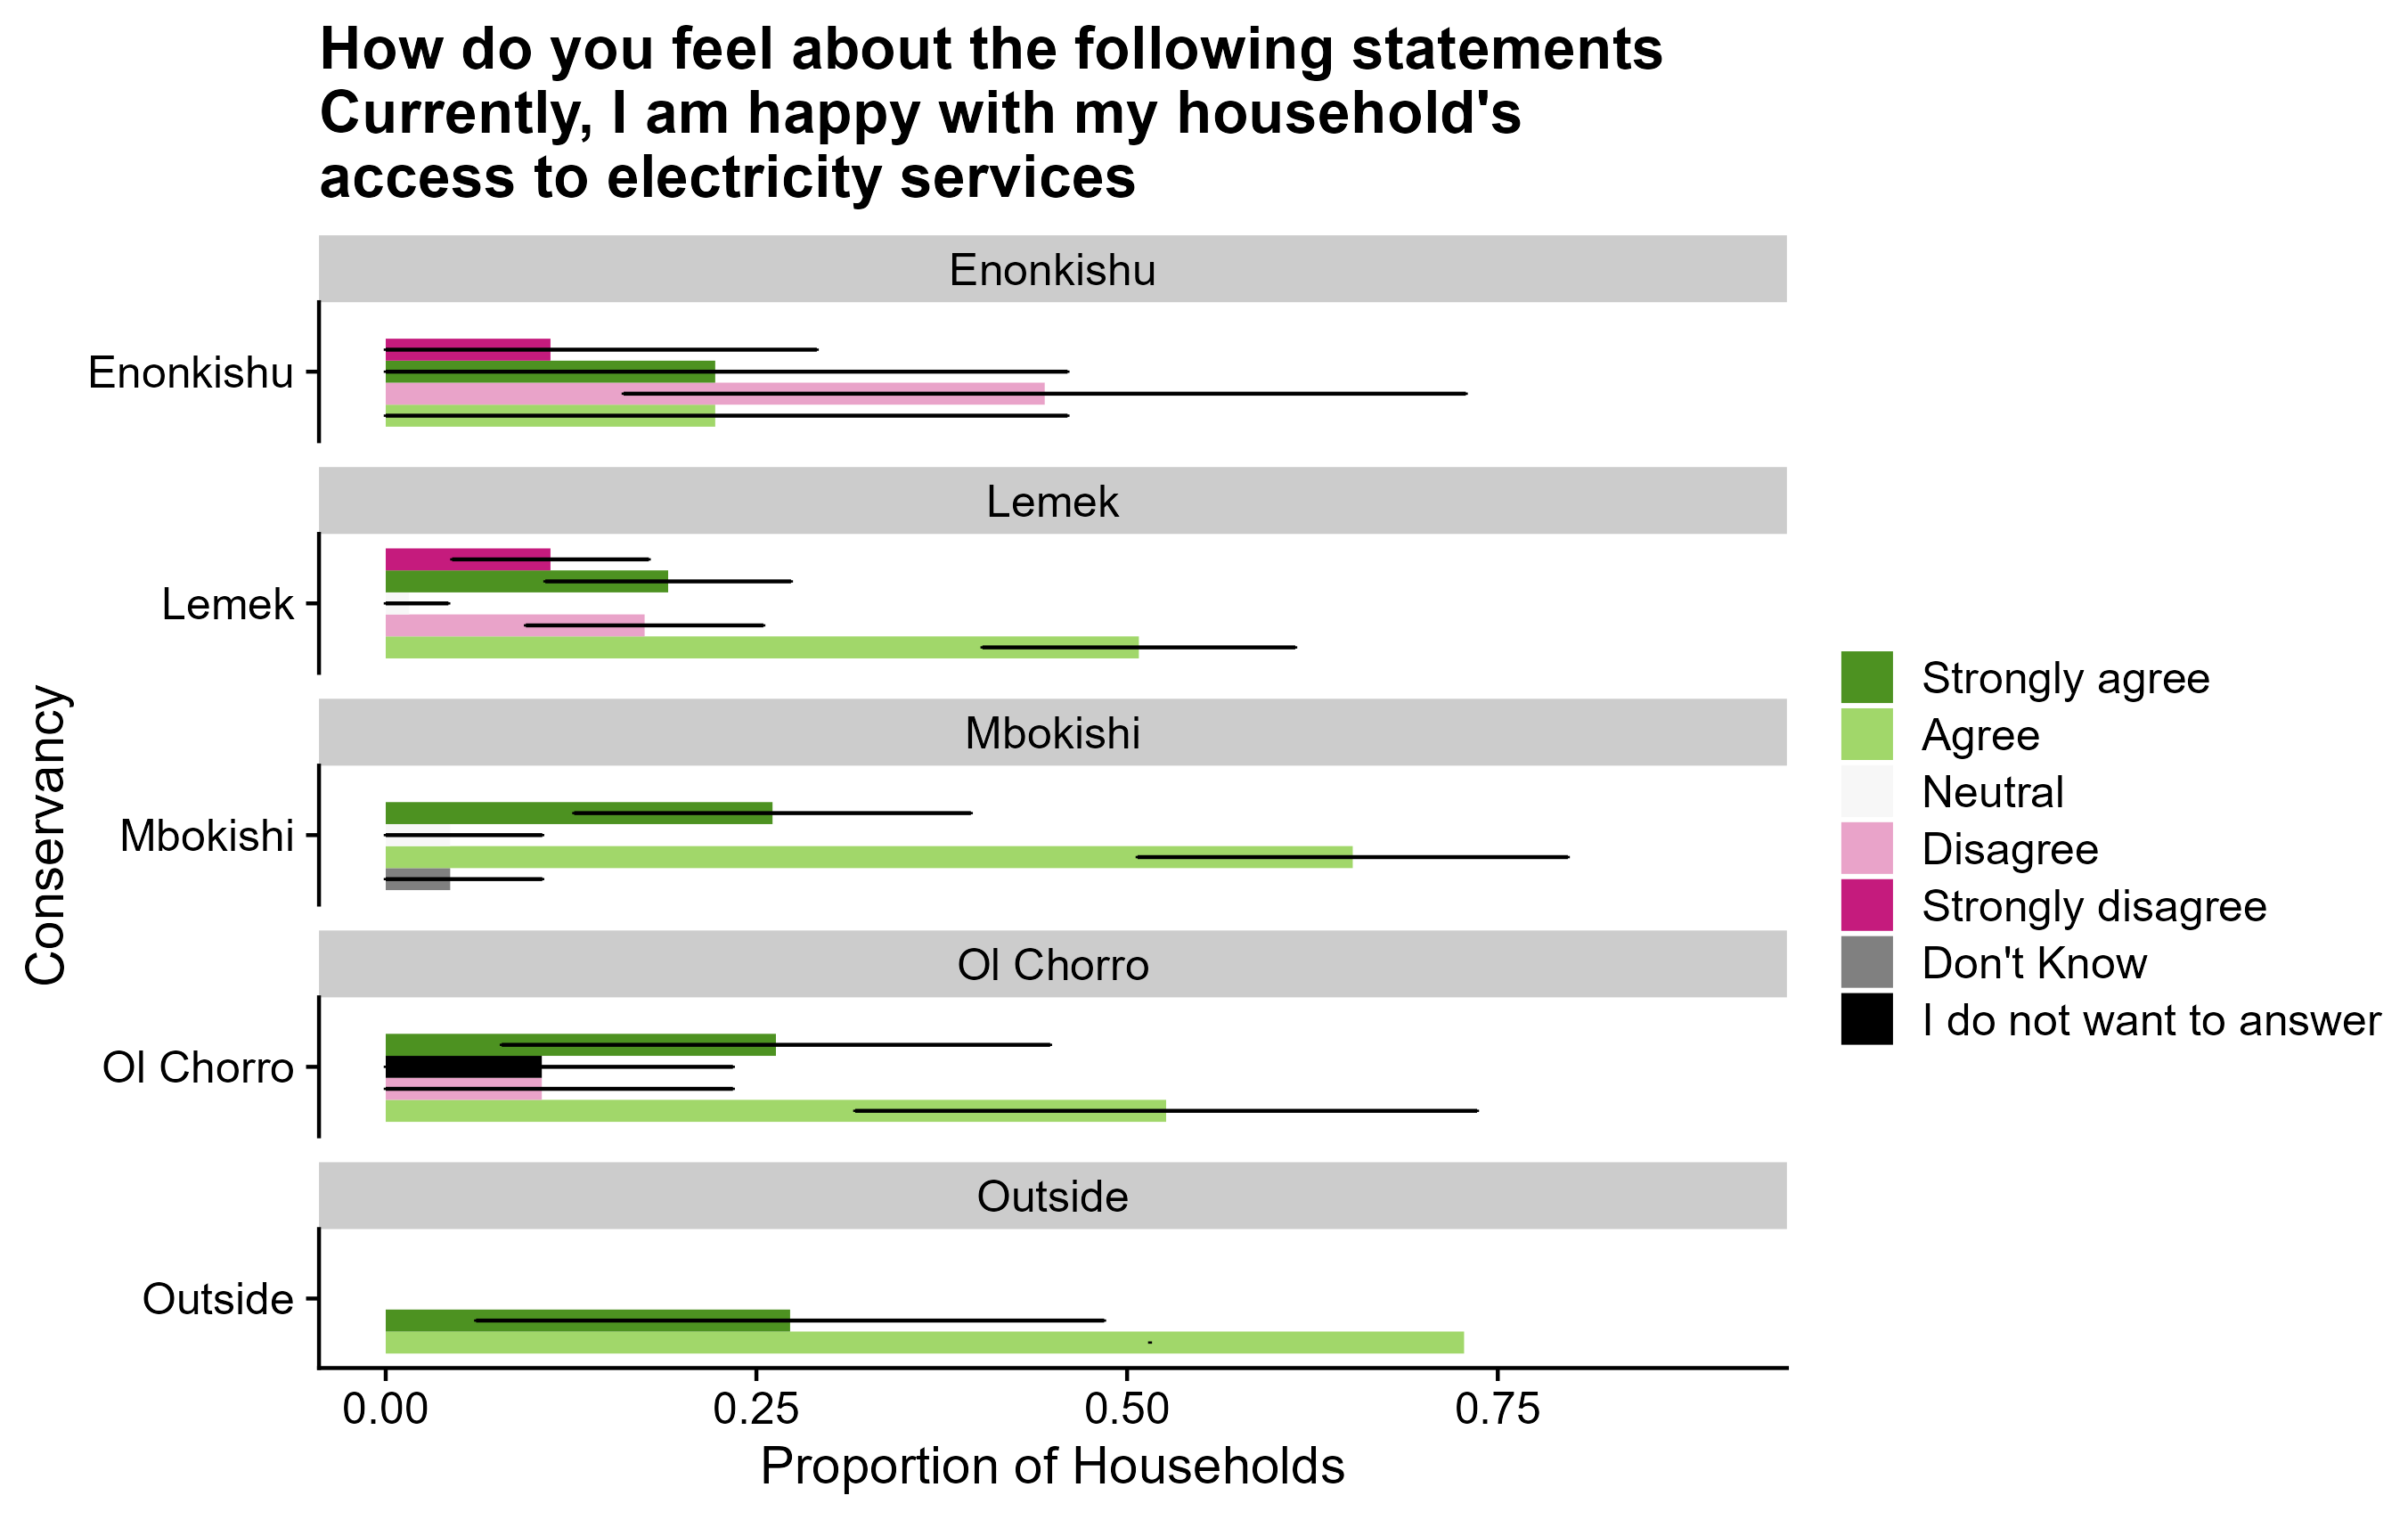 How do you feel about the following statements
Currently, I am happy with my household's
access to electricity services
Enonkishu
Enonkishu
Lemek
Lemek
Mbokishi
Mbokishi
Ol Chorro
Ol Chorro
Outside
Outside
Conservancy
0.00 0.25 0.50 0.75
Proportion of Households
Strongly agree
Agree
Neutral
Disagree
Strongly disagree
Don't Know
I do not want to answer